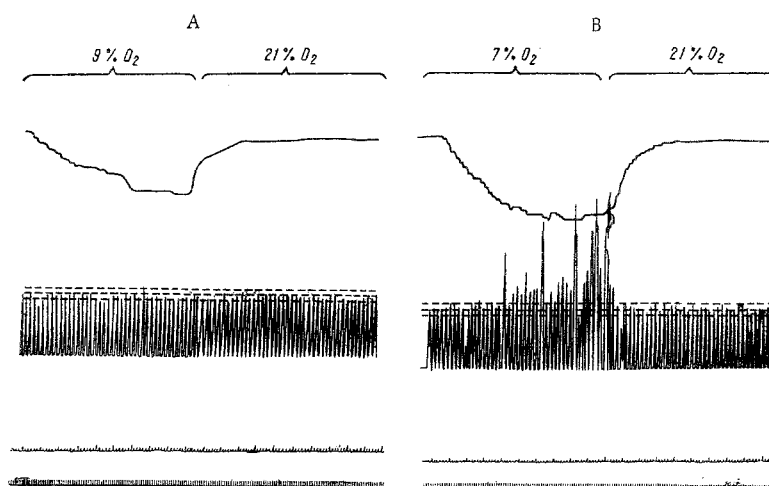 A
B
9 % O₂
21 % O₂
7 % O₂
21 % O₂